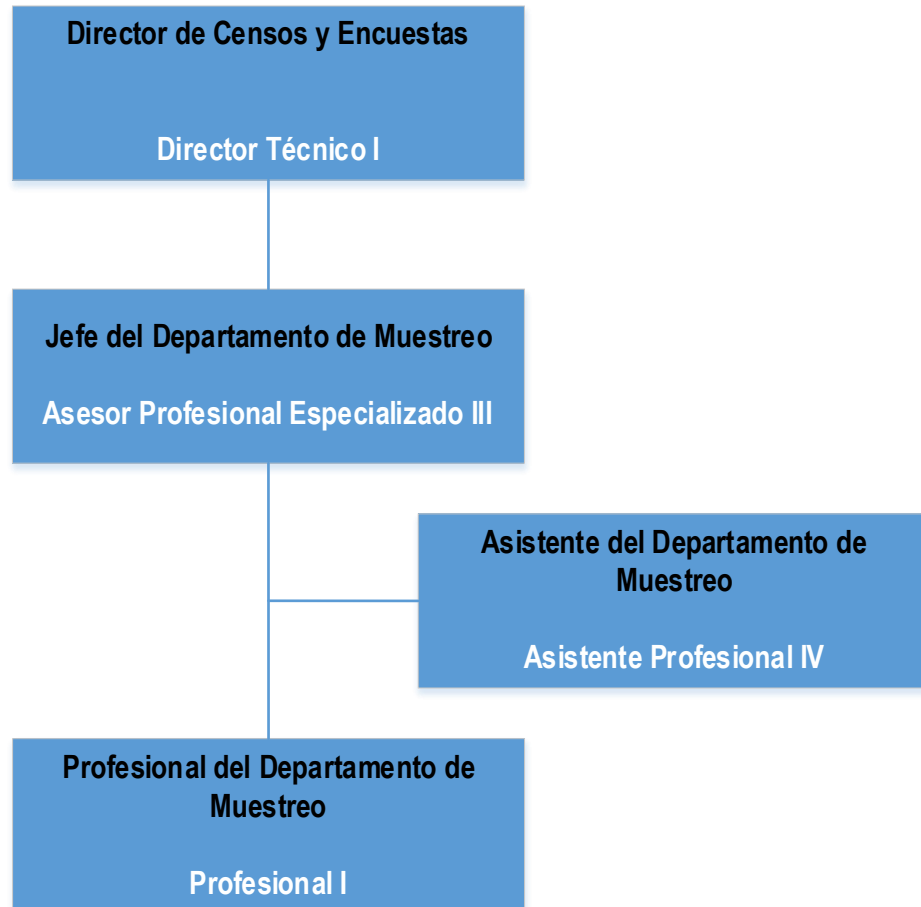 Director de Censos y Encuestas
Director Técnico I
Jefe del Departamento de Muestreo
Asesor Profesional Especializado III
Asistente del Departamento de
Muestreo
Asistente Profesional IV
Profesional del Departamento de
Muestreo
Profesional I